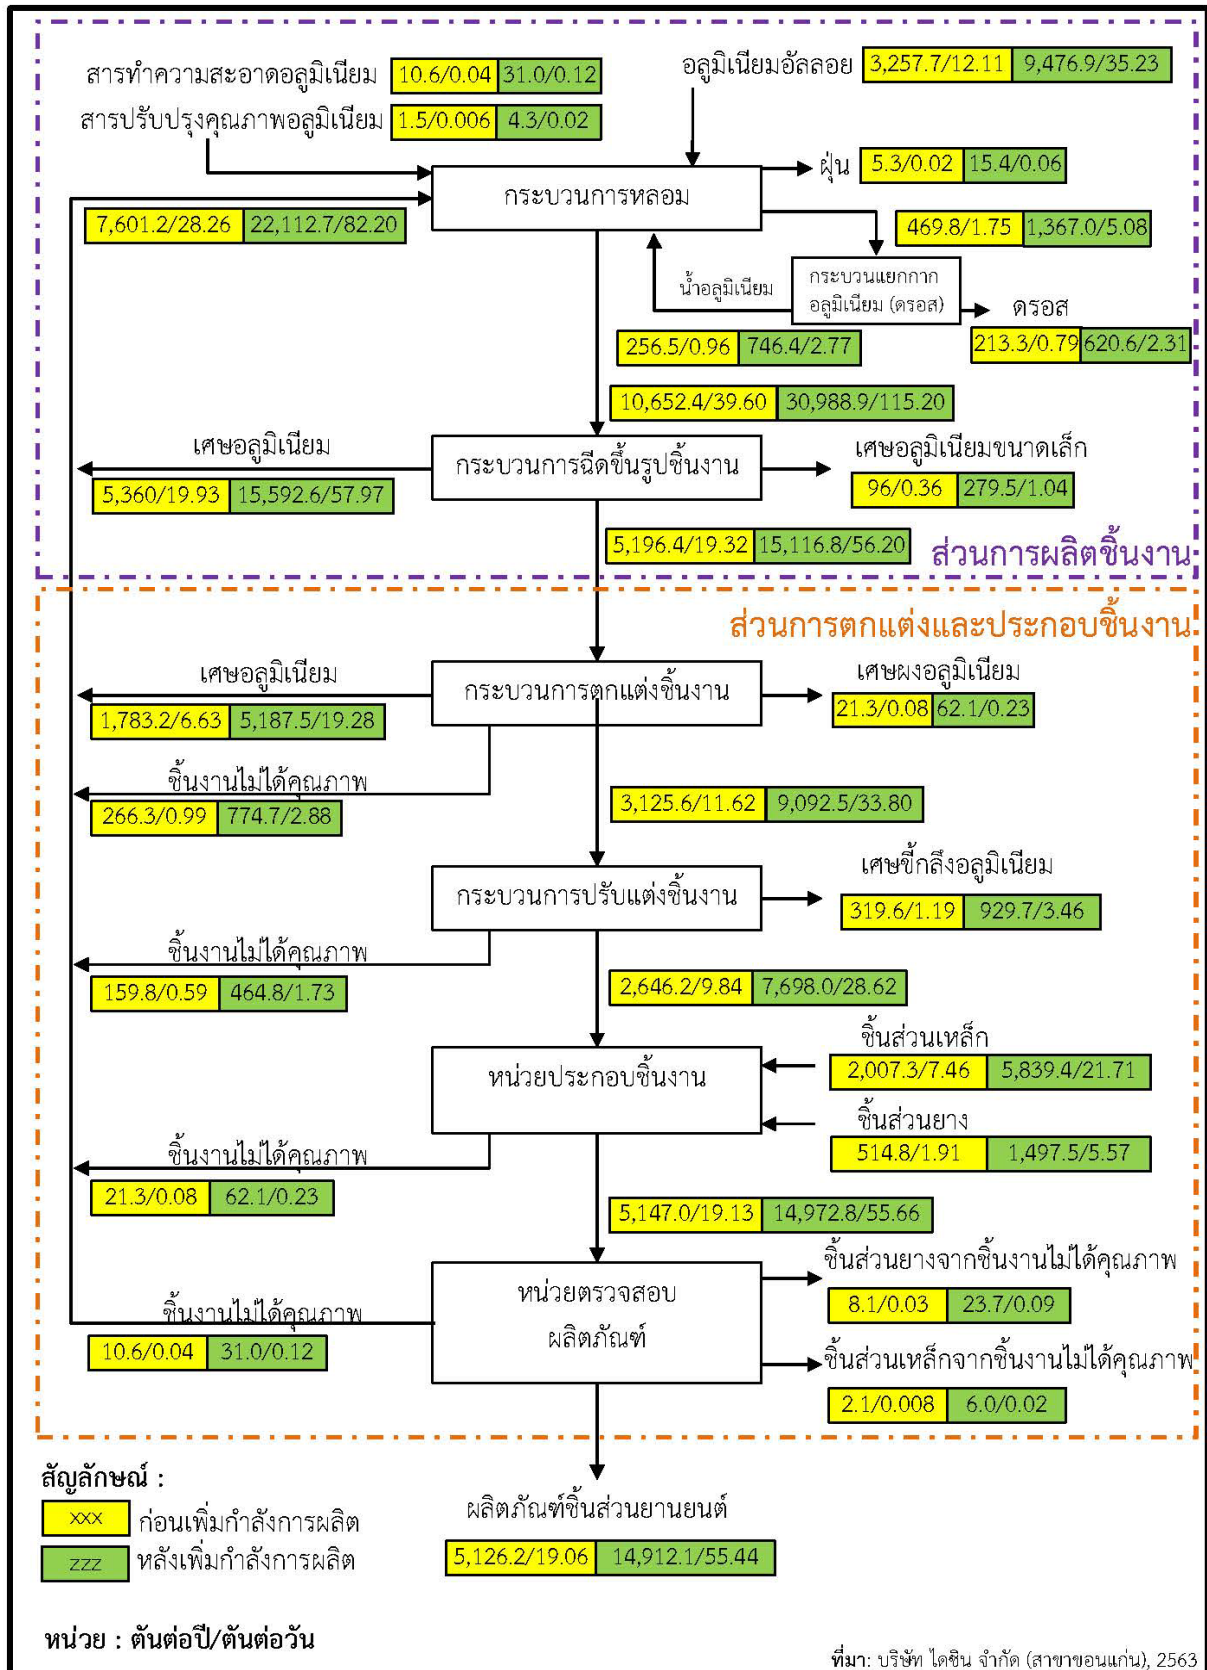 สารทำความสะอาดอลูมิเนียม 10.6/0.04 31.0/0.12
อลูมิเนียมอัลลอย 3,257.7/12.11 9,476.9/35.23
สารปรับปรุงคุณภาพอลูมิเนียม 1.5/0.006 4.3/0.02
ฝุ่น 5.3/0.02 15.4/0.06
กระบวนการหลอม
7,601.2/28.26 22,112.7/82.20
469.8/1.75 1,367.0/5.08
น้ำอลูมิเนียม
กระบวนแยกกาก
อลูมิเนียม (ดรอส)
ดรอส
256.5/0.96 746.4/2.77
213.3/0.79 620.6/2.31
10,652.4/39.60 30,988.9/115.20
เศษอลูมิเนียม
กระบวนการฉีดขึ้นรูปชิ้นงาน
เศษอลูมิเนียมขนาดเล็ก
5,360/19.93 15,592.6/57.97
96/0.36 279.5/1.04
5,196.4/19.32 15,116.8/56.20
ส่วนการผลิตชิ้นงาน
ส่วนการตกแต่งและประกอบชิ้นงาน
เศษอลูมิเนียม
กระบวนการตกแต่งชิ้นงาน
เศษผงอลูมิเนียม
1,783.2/6.63 5,187.5/19.28
21.3/0.08 62.1/0.23
ชิ้นงานไม่ได้คุณภาพ
266.3/0.99 774.7/2.88
3,125.6/11.62 9,092.5/33.80
กระบวนการปรับแต่งชิ้นงาน
เศษขี้กลึงอลูมิเนียม
319.6/1.19 929.7/3.46
ชิ้นงานไม่ได้คุณภาพ
159.8/0.59 464.8/1.73
2,646.2/9.84 7,698.0/28.62
หน่วยประกอบชิ้นงาน
ชิ้นส่วนเหล็ก
2,007.3/7.46 5,839.4/21.71
ชิ้นส่วนยาง
514.8/1.91 1,497.5/5.57
ชิ้นงานไม่ได้คุณภาพ
21.3/0.08 62.1/0.23
5,147.0/19.13 14,972.8/55.66
หน่วยตรวจสอบ
ผลิตภัณฑ์
ชิ้นส่วนยางจากชิ้นงานไม่ได้คุณภาพ
8.1/0.03 23.7/0.09
ชิ้นงานไม่ได้คุณภาพ
10.6/0.04 31.0/0.12
ชิ้นส่วนเหล็กจากชิ้นงานไม่ได้คุณภาพ
2.1/0.008 6.0/0.02
สัญลักษณ์ :
xxx ก่อนเพิ่มกำลังการผลิต
zzz หลังเพิ่มกำลังการผลิต
ผลิตภัณฑ์ชิ้นส่วนยานยนต์
5,126.2/19.06 14,912.1/55.44
หน่วย : ตันต่อปี/ตันต่อวัน
ที่มา: บริษัท ไดชิน จำกัด (สาขาขอนแก่น), 2563